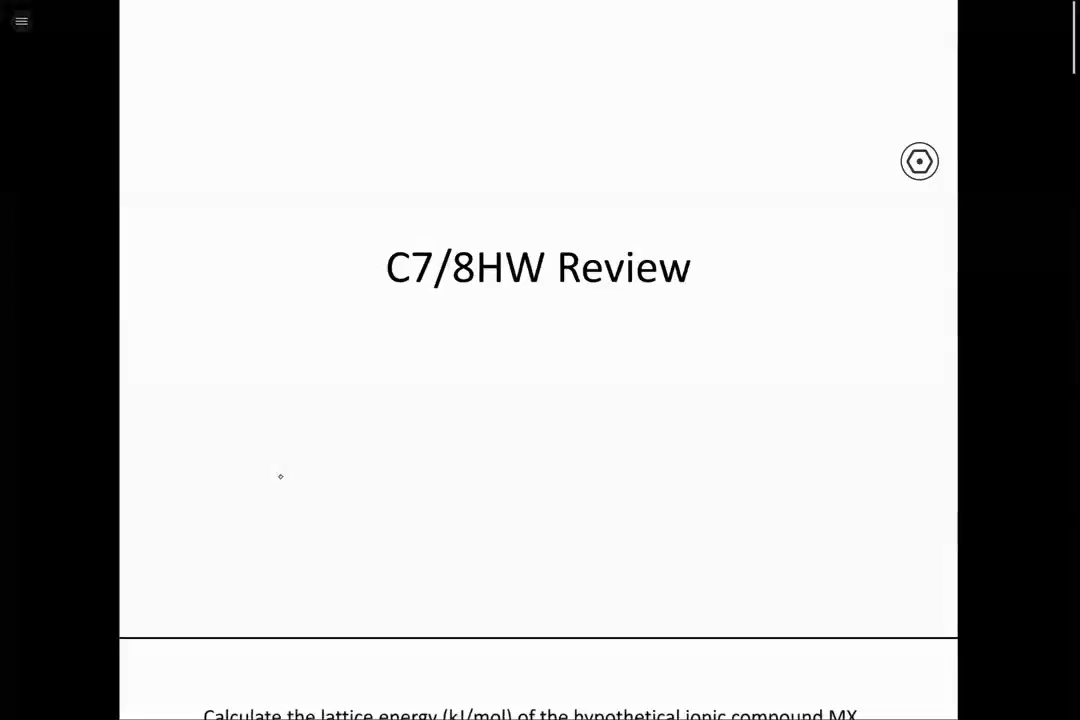 C7/8HW Review
Calculate the lattice energy (kJ/mol) of the hypothetical ionic compound MX